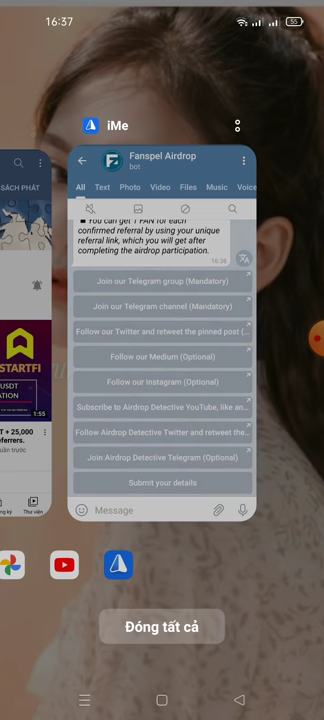 16:37
55
iMe
SÁCH PHÁT
STARTFI
USDT
ATION
1:55
T + 25,000
ferrers.
uần trước
ng ký
Thư viện
Fanspel Airdrop
bot
All Text Photo Video Files Music Voice
You can get 1 FAN for each
confirmed referral by using your unique
referral link, which you will get after
completing the airdrop participation.
16:36
Join our Telegram group (Mandatory)
Join our Telegram channel (Mandatory)
Follow our Twitter and retweet the pinned post (...
Follow our Medium (Optional)
Follow our Instagram (Optional)
Subscribe to Airdrop Detective YouTube, like an...
Follow Airdrop Detective Twitter and retweet the...
Join Airdrop Detective Telegram (Optional)
Submit your details
Message
Đóng tất cả